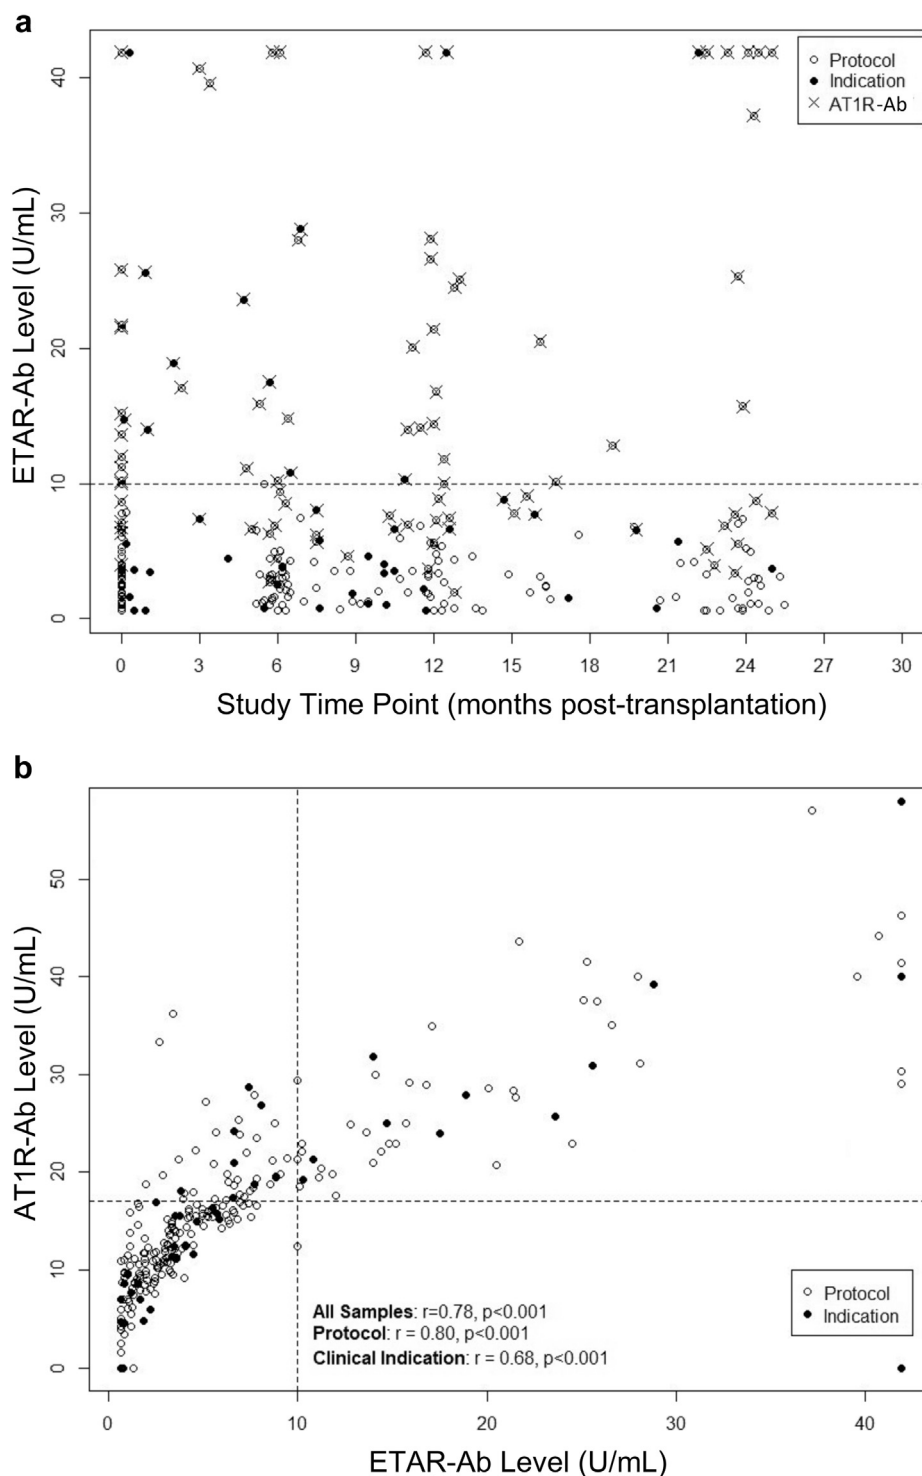 a
ETAR-Ab Level (U/mL)
40
30
20
10
0
Protocol
Indication
AT1R-Ab
0 3 6 9 12 15 18 21 24 27 30
Study Time Point (months post-transplantation)
b
AT1R-Ab Level (U/mL)
50
40
30
20
10
0
All Samples: r=0.78, p<0.001
Protocol: r = 0.80, p<0.001
Clinical Indication: r = 0.68, p<0.001
Protocol
Indication
0 10 20 30 40
ETAR-Ab Level (U/mL)